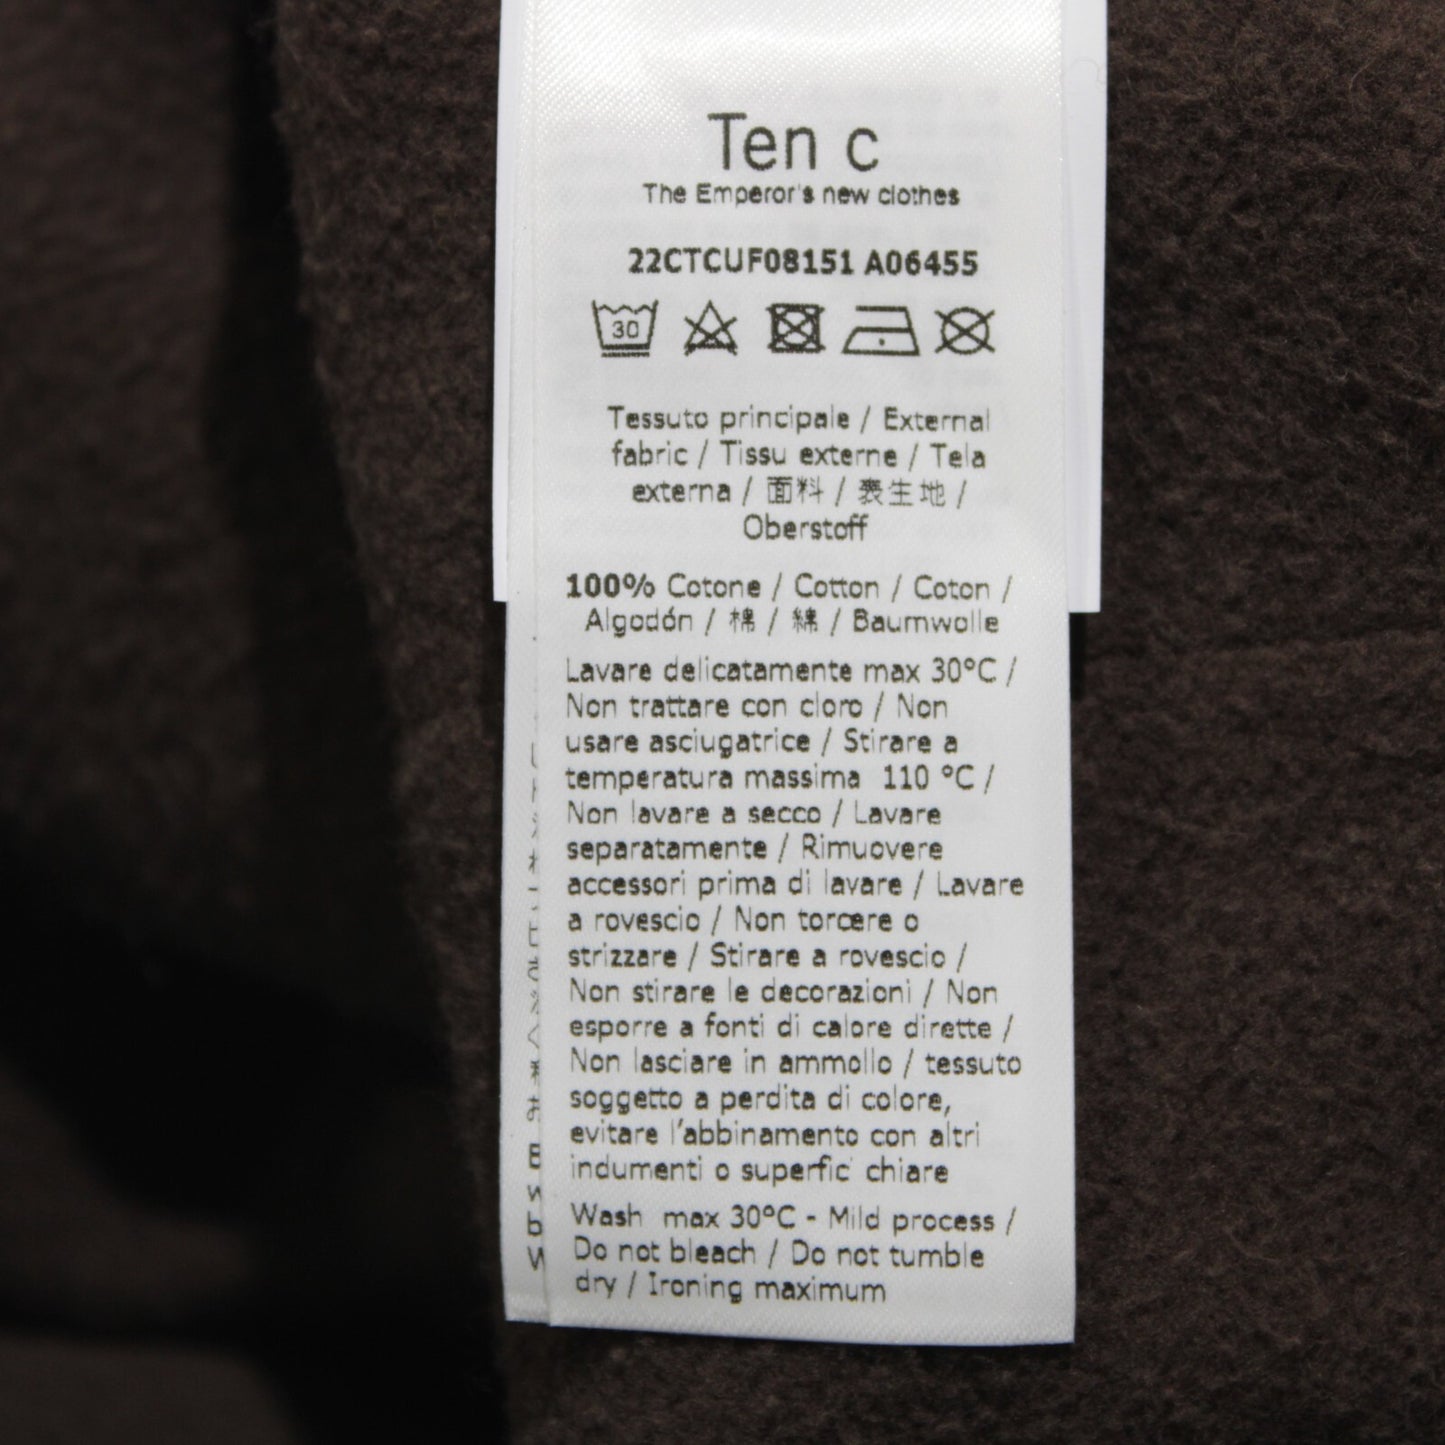 Ten c
The Emperor's new clothes
22CTCUF08151 A06455
30
Tessuto principale / External
fabric / Tissu externe / Tela
externa / 面料 / 表生地 /
Oberstoff
100% Cotone / Cotton / Coton /
Algodón / 棉 / 綿 / Baumwolle
Lavare delicatamente max 30°C /
Non trattare con cloro / Non
usare asciugatrice / Stirare a
temperatura massima 110 °C /
Non lavare a secco / Lavare
separatamente / Rimuovere
accessori prima di lavare / Lavare
a rovescio / Non torcere o
strizzare / Stirare a rovescio /
Non stirare le decorazioni / Non
esporre a fonti di calore dirette /
Non lasciare in ammollo / tessuto
soggetto a perdita di colore,
evitare l'abbinamento con altri
indumenti o superfic' chiare
Wash max 30°C - Mild process /
Do not bleach / Do not tumble
dry / Ironing maximum